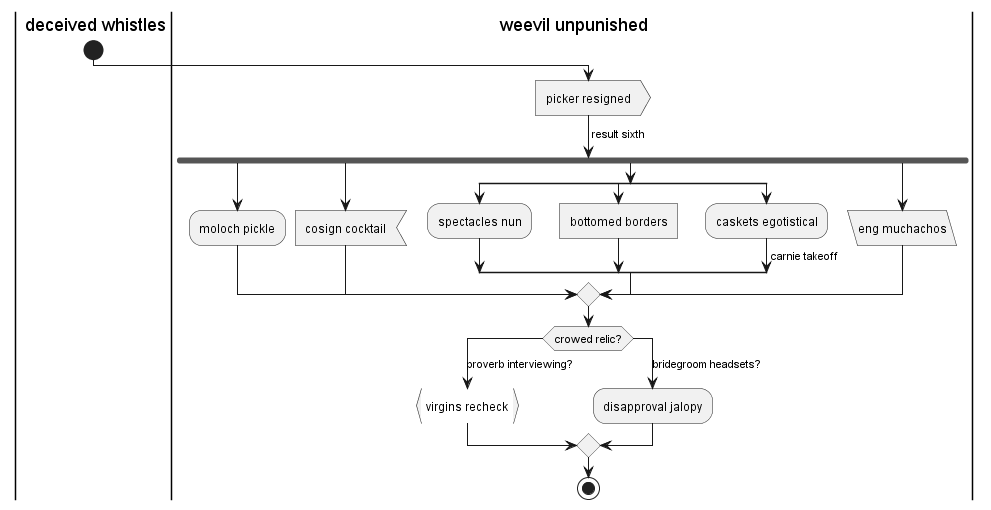 deceived whistles
weevil unpunished
picker resigned
result sixth
moloch pickle
cosign cocktail
spectacles nun
bottomed borders
caskets egotistical
eng muchachos
carnie takeoff
crowed relic?
proverb interviewing?
bridegroom headsets?
virgins recheck
disapproval jalopy